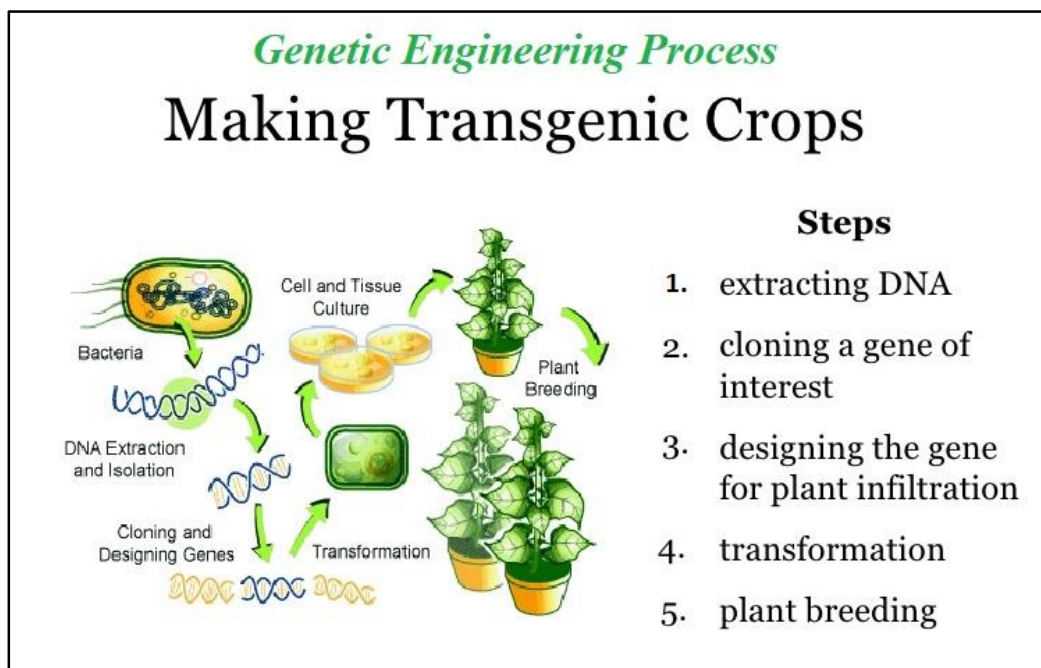 Genetic Engineering Process
Making Transgenic Crops
Bacteria
DNA Extraction
and Isolation
Cloning and
Designing Genes
Transformation
Cell and Tissue
Culture
Plant
Breeding
Steps
1. extracting DNA
2. cloning a gene of
interest
3. designing the gene
for plant infiltration
4. transformation
5. plant breeding